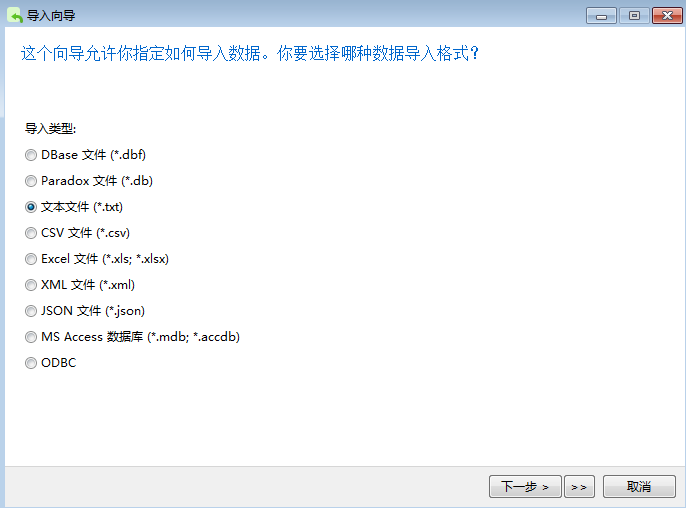 导入向导
这个向导允许你指定如何导入数据。你要选择哪种数据导入格式？
导入类型:
DBase 文件 (*.dbf)
Paradox 文件 (*.db)
文本文件 (*.txt)
CSV 文件 (*.csv)
Excel 文件 (*.xls; *.xlsx)
XML 文件 (*.xml)
JSON 文件 (*.json)
MS Access 数据库 (*.mdb; *.accdb)
ODBC
下一步 > >> 取消